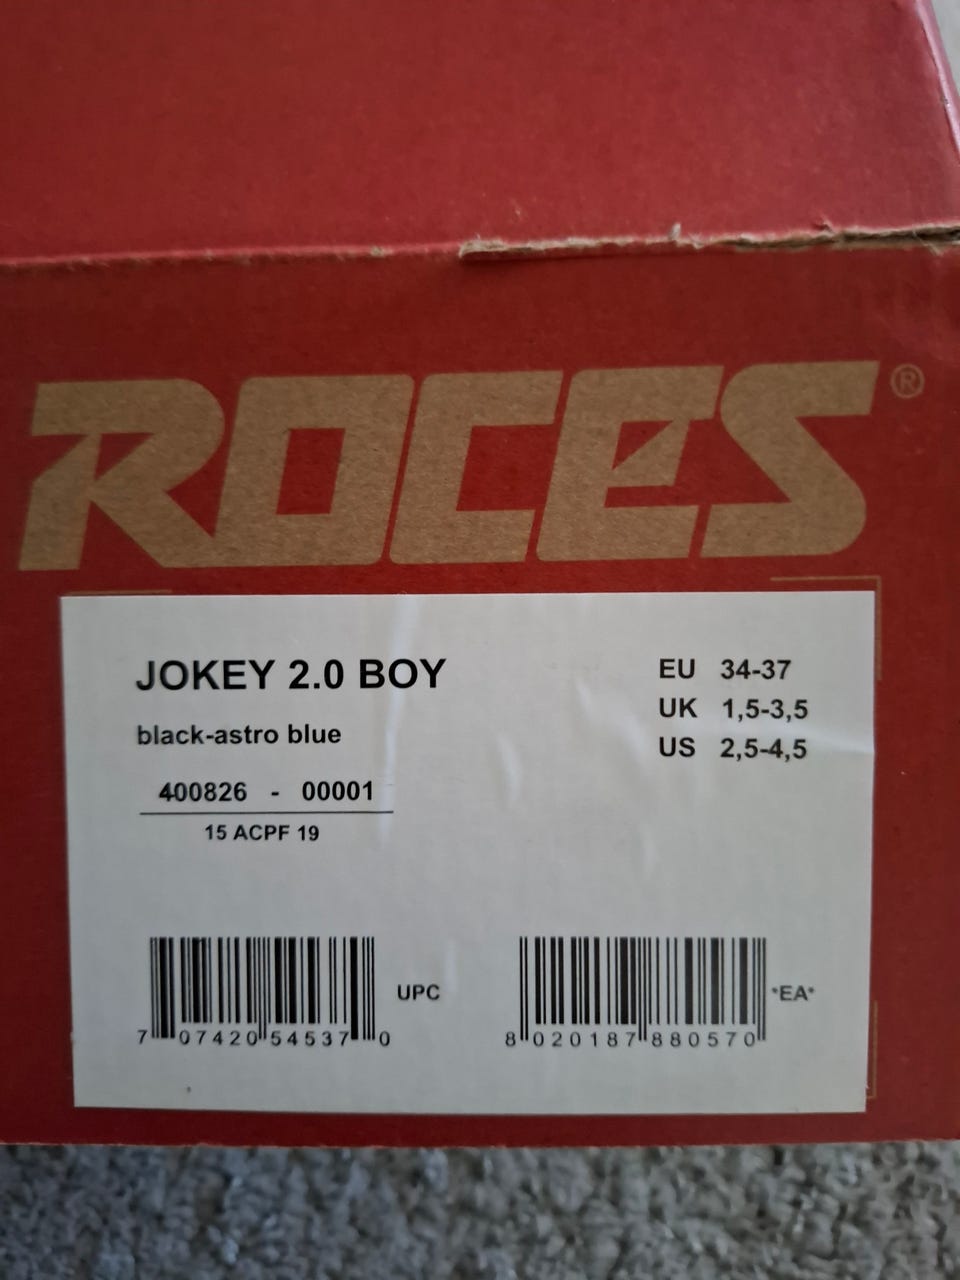 ROCES®
JOKEY 2.0 BOY
black-astro blue
400826 - 00001
15 ACPF 19
EU 34-37
UK 1,5-3,5
US 2,5-4,5
7 07420 54537 0
UPC
8 020187 880570
*EA*